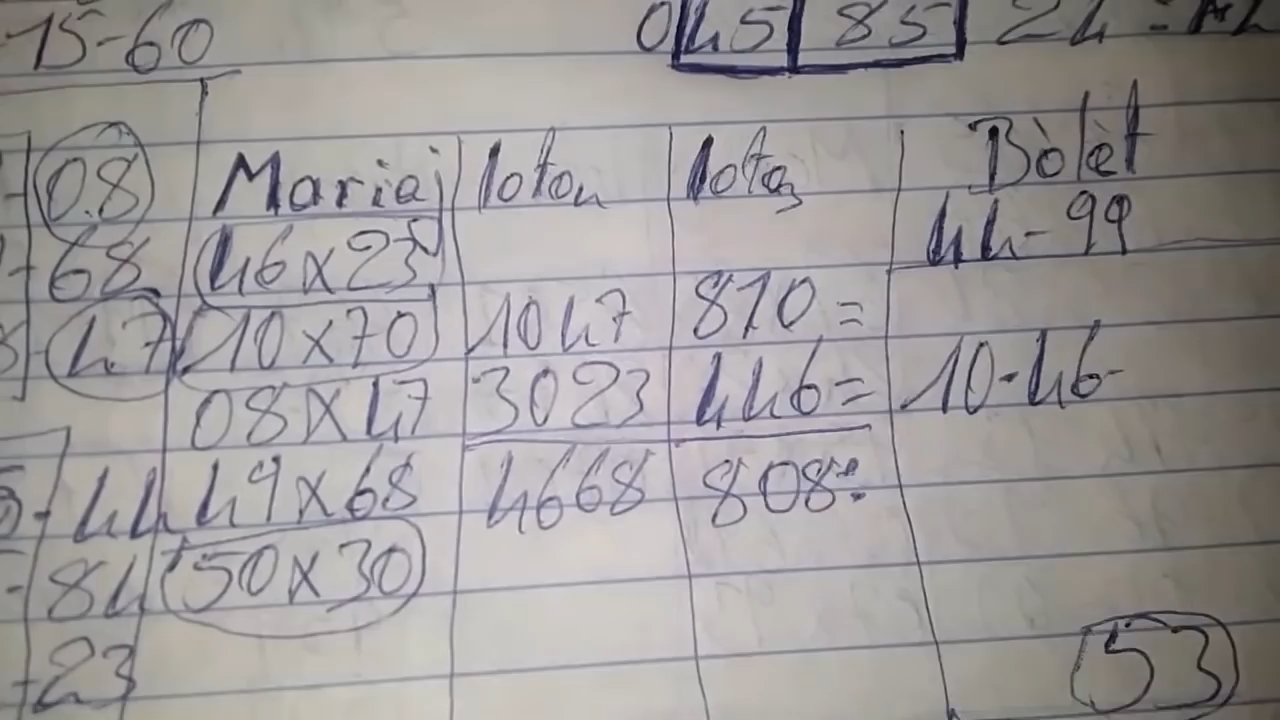 15-60 045 85 24 =
08 Mariaj loto4 loto3 Bòlèt
68 46x23 44-99
47 10x70 1047 810=
08x47 3023 446= 10-46-
44 49x68 4668 808=
84 50x30
-23 53